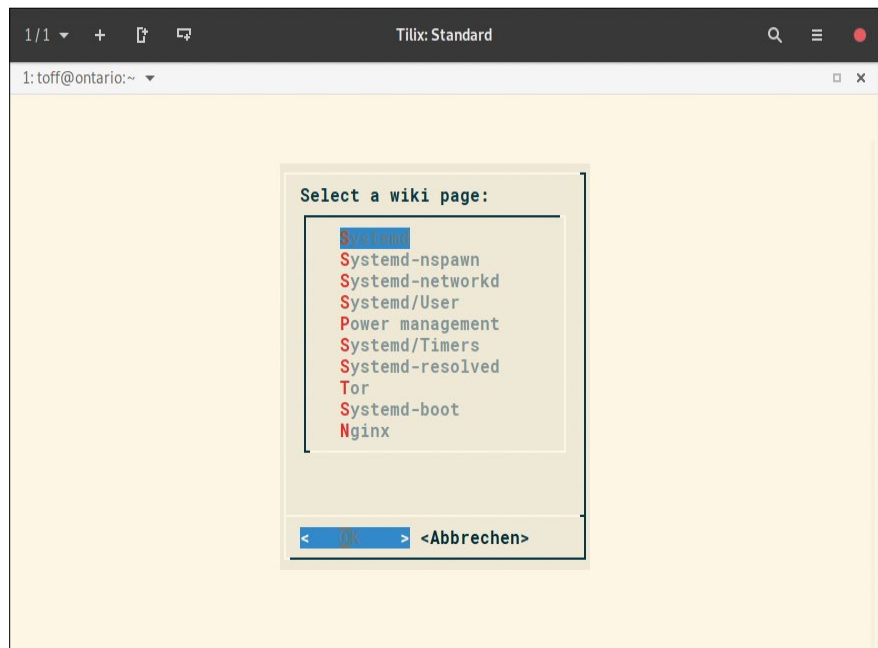 1/1
Tilix: Standard
1: toff@ontario:~
Select a wiki page:
Systemd
Systemd-nspawn
Systemd-networkd
Systemd/User
Power management
Systemd/Timers
Systemd-resolved
Tor
Systemd-boot
Nginx
< OK > <Abbrechen>